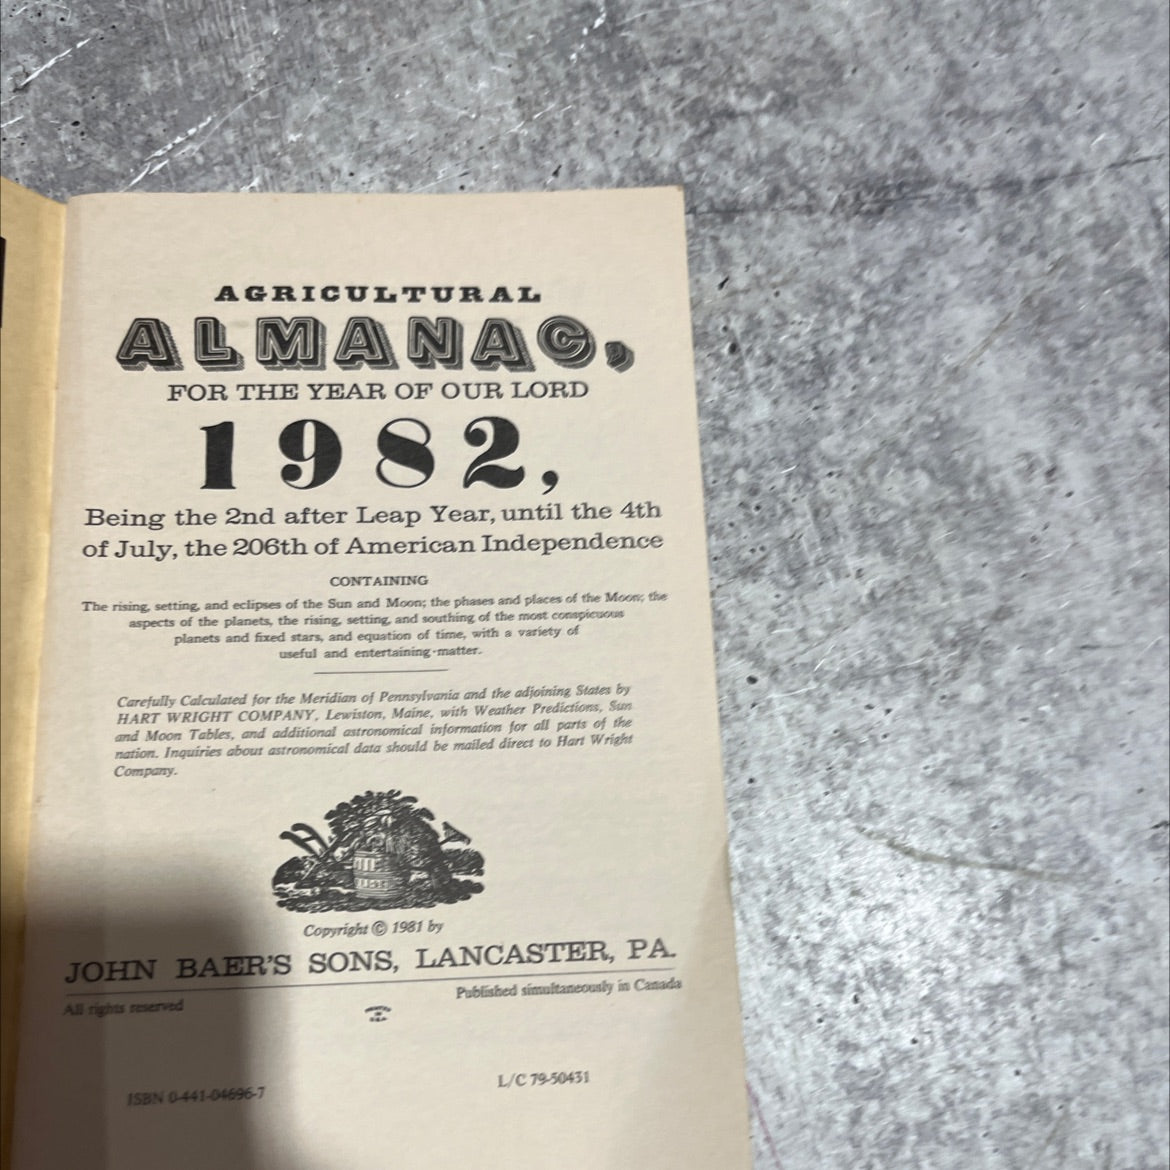 AGRICULTURAL
ALMANAC,
FOR THE YEAR OF OUR LORD
1982,
Being the 2nd after Leap Year, until the 4th
of July, the 206th of American Independence
CONTAINING
The rising, setting, and eclipses of the Sun and Moon; the phases and places of the Moon; the
aspects of the planets, the rising, setting, and southing of the most conspicuous
planets and fixed stars, and equation of time, with a variety of
useful and entertaining matter.
Carefully Calculated for the Meridian of Pennsylvania and the adjoining States by
HART WRIGHT COMPANY, Lewiston, Maine, with Weather Predictions, Sun
and Moon Tables, and additional astronomical information for all parts of the
nation. Inquiries about astronomical data should be mailed direct to Hart Wright
Company.
Copyright © 1981 by
JOHN BAER'S SONS, LANCASTER, PA.
All rights reserved
Published simultaneously in Canada
PRINTED
IN
U.S.A.
L/C 79-50431
ISBN 0-441-04696-7